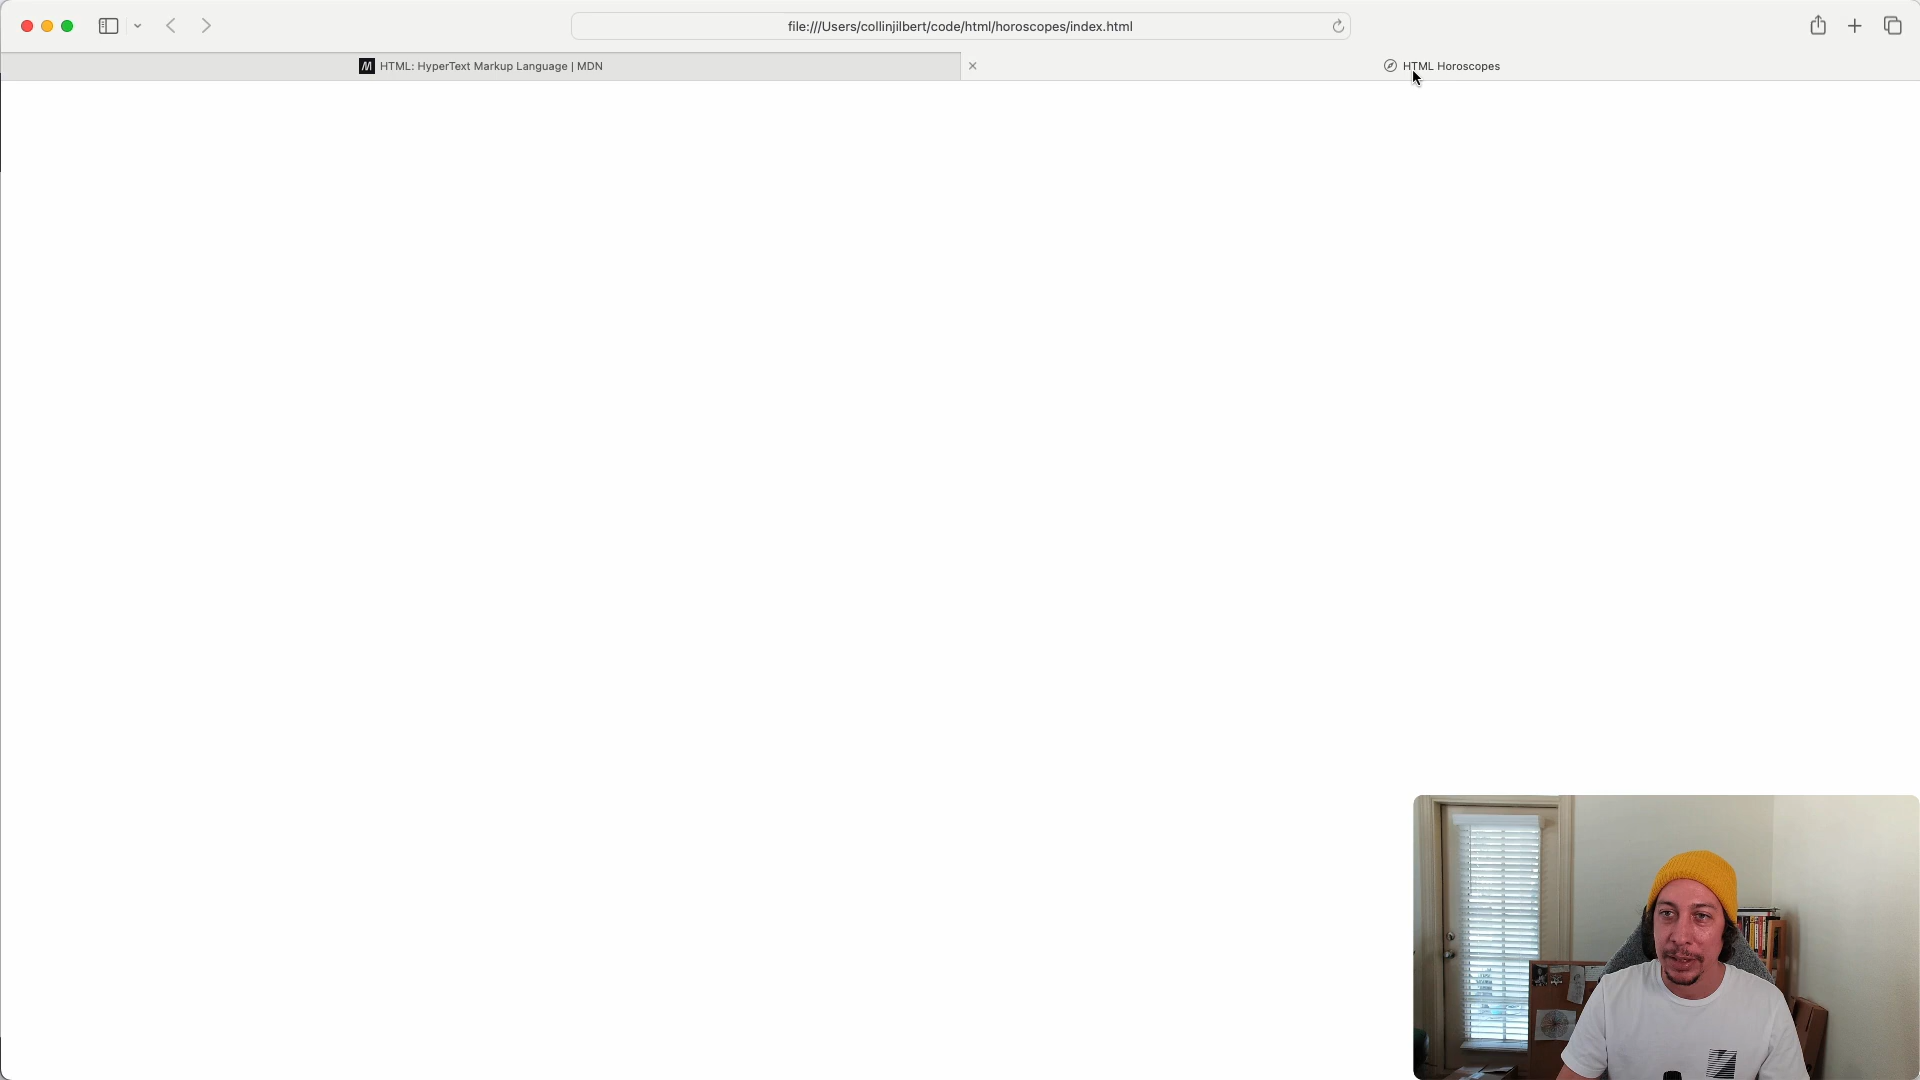 file:///Users/collinjilbert/code/html/horoscopes/index.html
HTML: HyperText Markup Language | MDN
HTML Horoscopes